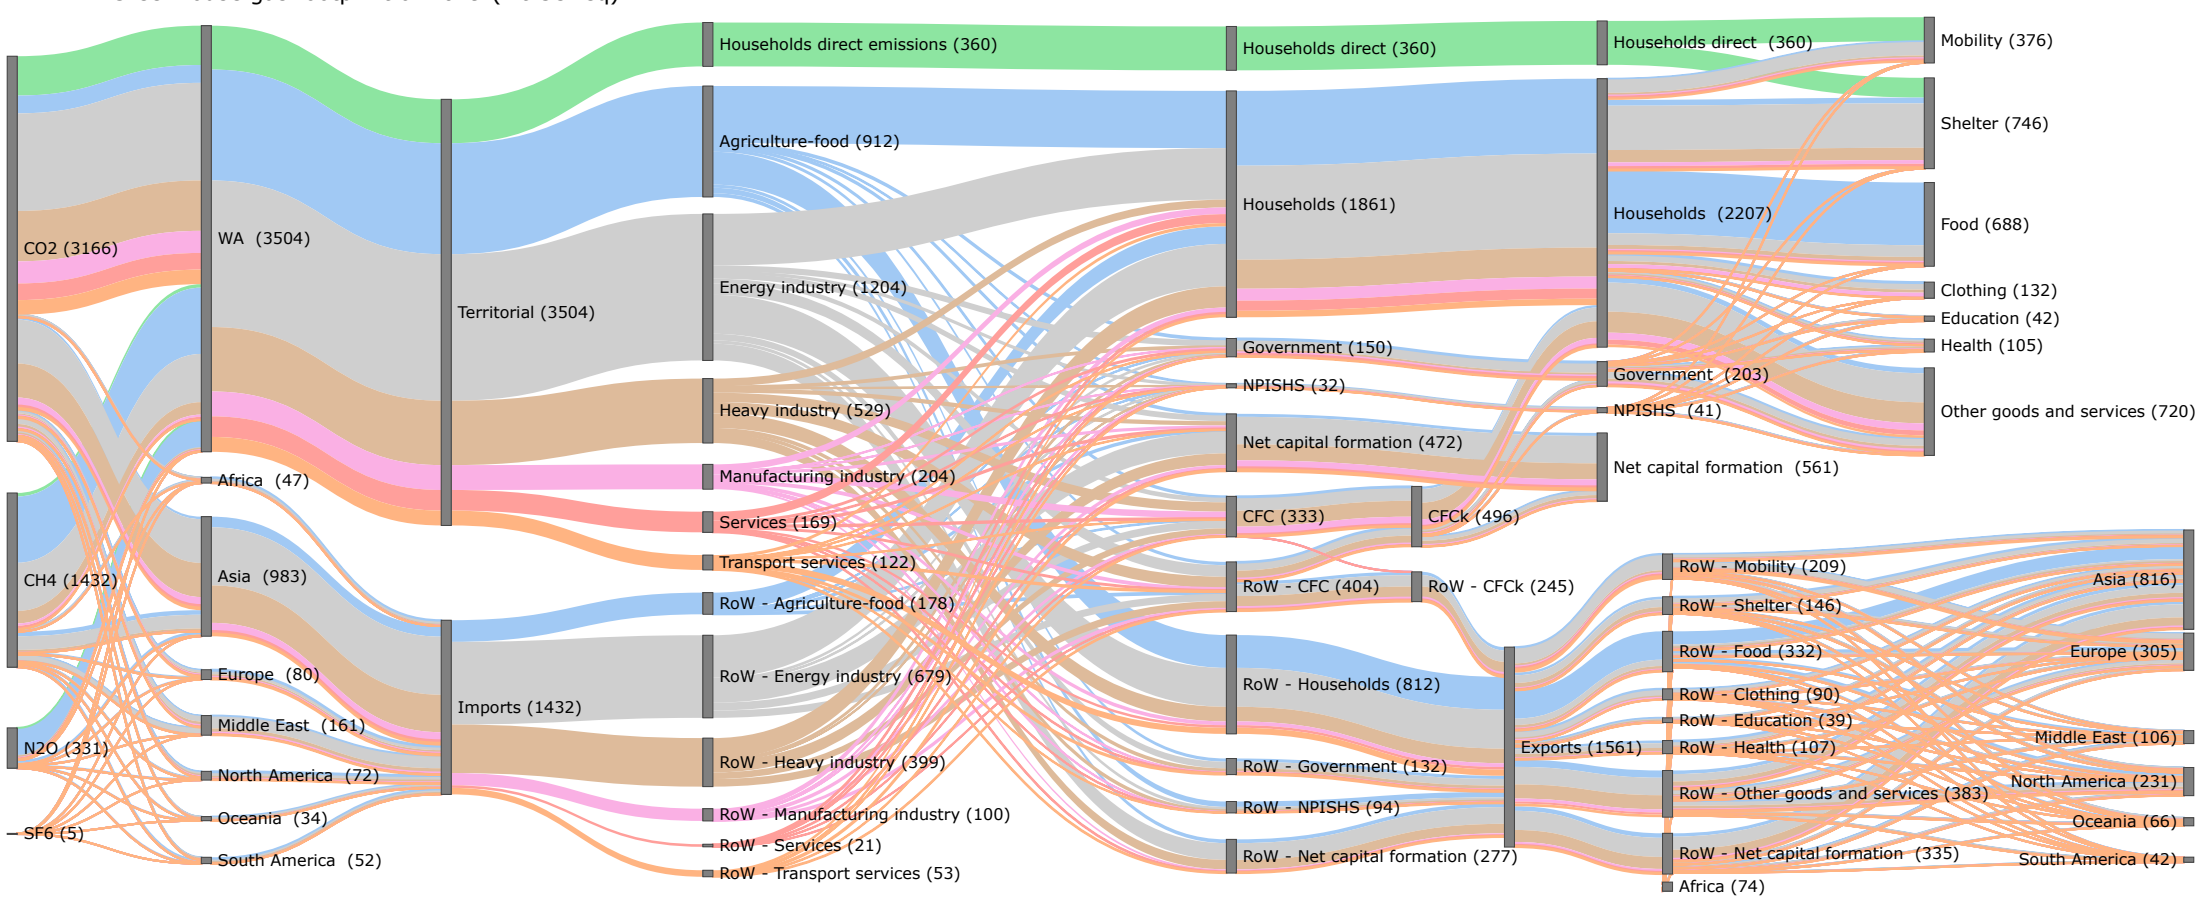 CO2 (3166)
CH4 (1432)
N2O (331)
SF6 (5)
WA (3504)
Africa (47)
Asia (983)
Europe (80)
Middle East (161)
North America (72)
Oceania (34)
South America (52)
Territorial (3504)
Imports (1432)
Households direct emissions (360)
Agriculture-food (912)
Energy industry (1204)
Heavy industry (529)
Manufacturing industry (204)
Services (169)
Transport services (122)
RoW - Agriculture-food (178)
RoW - Energy industry (679)
RoW - Heavy industry (399)
RoW - Manufacturing industry (100)
RoW - Services (21)
RoW - Transport services (53)
Households direct (360)
Households (1861)
Government (150)
NPISHS (32)
Net capital formation (472)
CFC (333)
RoW - CFC (404)
RoW - Households (812)
RoW - Government (132)
RoW - NPISHS (94)
RoW - Net capital formation (277)
CFCk (496)
RoW - CFCk (245)
Exports (1561)
Households direct (360)
Households (2207)
Government (203)
NPISHS (41)
Net capital formation (561)
RoW - Mobility (209)
RoW - Shelter (146)
RoW - Food (332)
RoW - Clothing (90)
RoW - Education (39)
RoW - Health (107)
RoW - Other goods and services (383)
RoW - Net capital formation (335)
Africa (74)
Mobility (376)
Shelter (746)
Food (688)
Clothing (132)
Education (42)
Health (105)
Other goods and services (720)
Asia (816)
Europe (305)
Middle East (106)
North America (231)
Oceania (66)
South America (42)